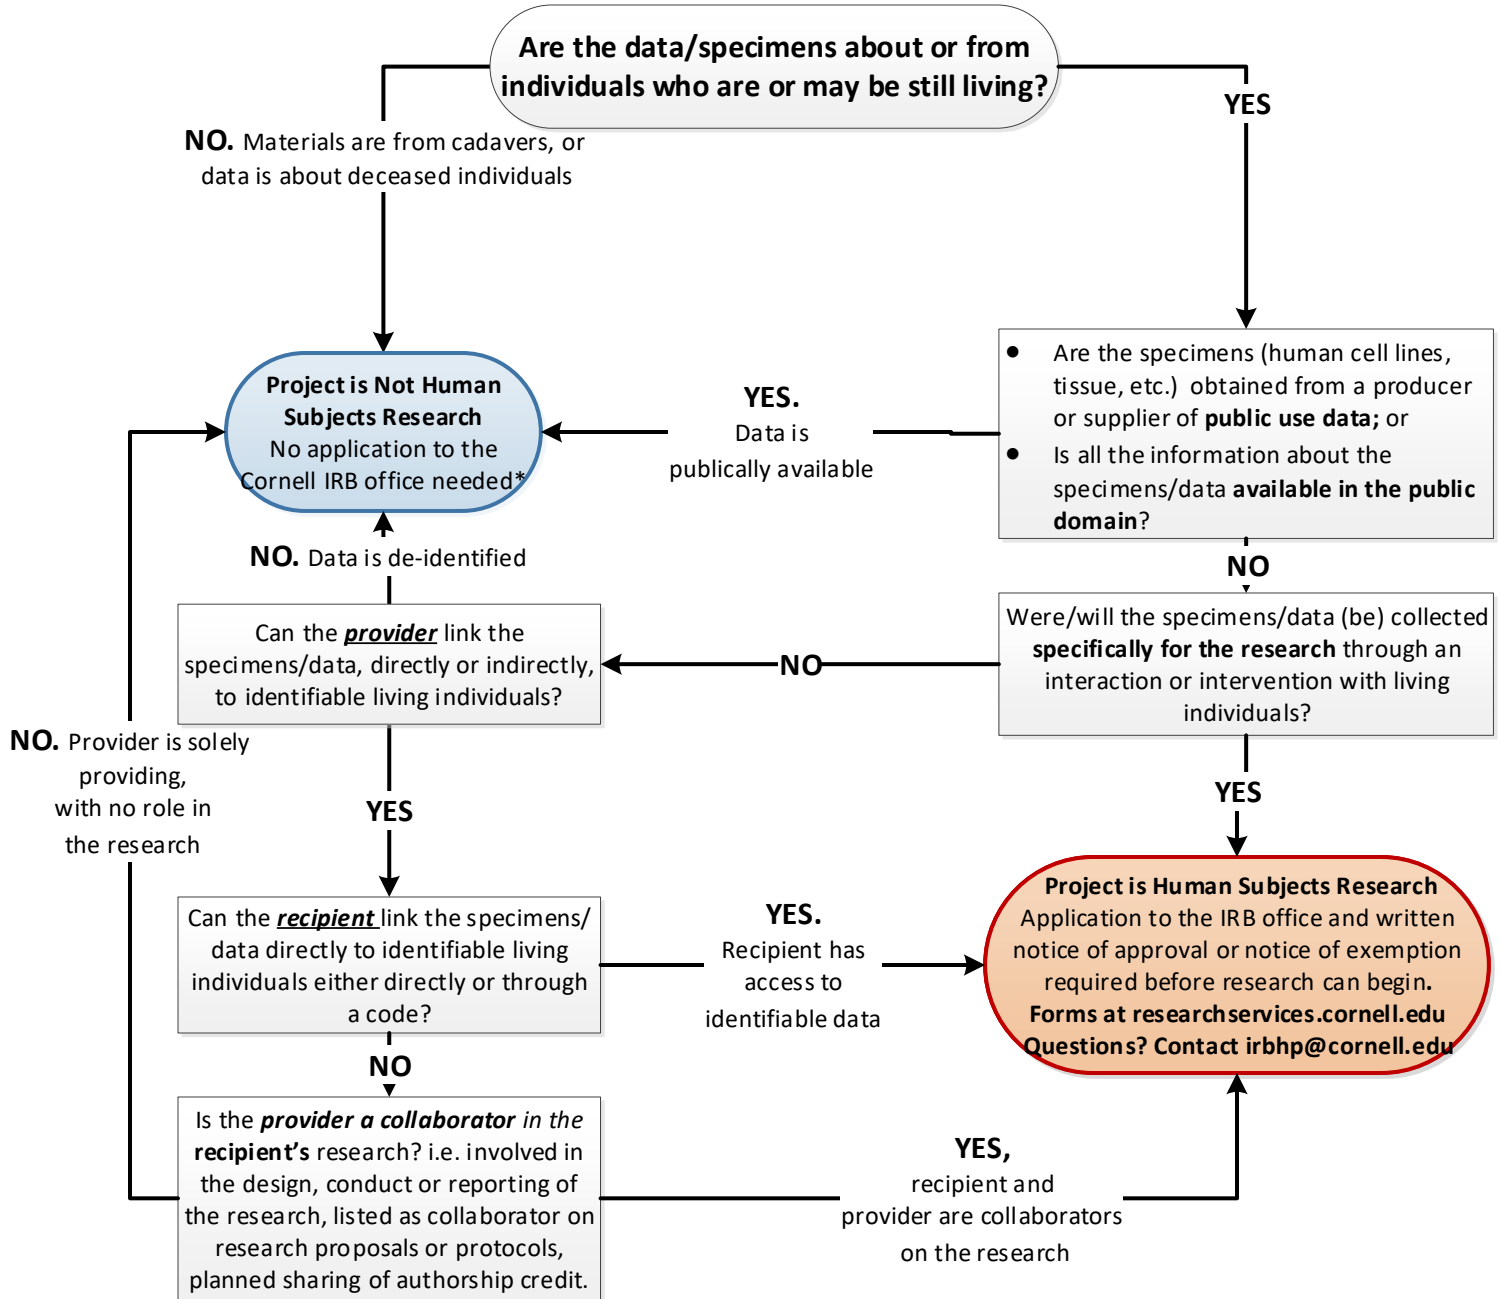 Are the data/specimens about or from
individuals who are or may be still living?
YES
NO. Materials are from cadavers, or
data is about deceased individuals
Project is Not Human
Subjects Research
No application to the
Cornell IRB office needed*
YES.
Data is
publically available
• Are the specimens (human cell lines,
tissue, etc.) obtained from a producer
or supplier of public use data; or
• Is all the information about the
specimens/data available in the public
domain?
NO. Data is de-identified
NO
Can the provider link the
specimens/data, directly or indirectly,
to identifiable living individuals?
NO
Were/will the specimens/data (be) collected
specifically for the research through an
interaction or intervention with living
individuals?
NO. Provider is solely
providing,
with no role in
the research
YES
YES
Can the recipient link the specimens/
data directly to identifiable living
individuals either directly or through
a code?
YES.
Recipient has
access to
identifiable data
Project is Human Subjects Research
Application to the IRB office and written
notice of approval or notice of exemption
required before research can begin.
Forms at researchservices.cornell.edu
Questions? Contact irbhp@cornell.edu
NO
Is the provider a collaborator in the
recipient's research? i.e. involved in
the design, conduct or reporting of
the research, listed as collaborator on
research proposals or protocols,
planned sharing of authorship credit.
YES,
recipient and
provider are collaborators
on the research